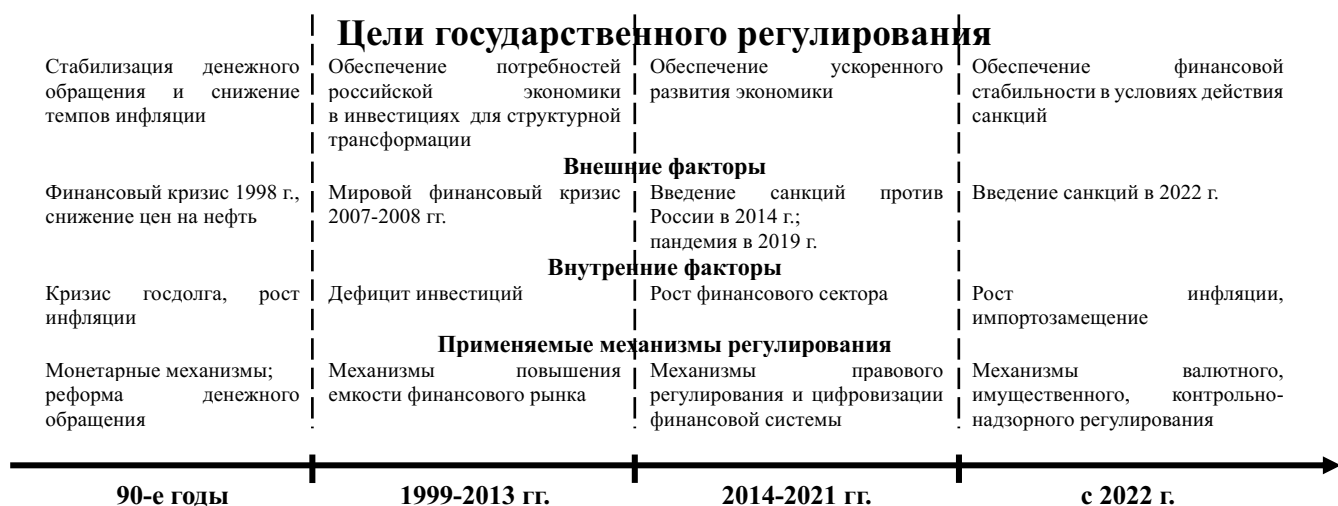 Цели государственного регулирования
Стабилизация денежного
обращения и снижение
темпов инфляции
Обеспечение потребностей
российской экономики
в инвестициях для структурной
трансформации
Обеспечение ускоренного
развития экономики
Обеспечение финансовой
стабильности в условиях действия
санкций
Внешние факторы
Финансовый кризис 1998 г.,
снижение цен на нефть
Мировой финансовый кризис
2007-2008 гг.
Введение санкций против
России в 2014 г.;
пандемия в 2019 г.
Введение санкций в 2022 г.
Внутренние факторы
Кризис госдолга, рост
инфляции
Дефицит инвестиций
Рост финансового сектора
Рост инфляции,
импортозамещение
Применяемые механизмы регулирования
Монетарные механизмы;
реформа денежного
обращения
Механизмы повышения
емкости финансового рынка
Механизмы правового
регулирования и цифровизации
финансовой системы
Механизмы валютного,
имущественного, контрольно-
надзорного регулирования
90-е годы
1999-2013 гг.
2014-2021 гг.
с 2022 г.